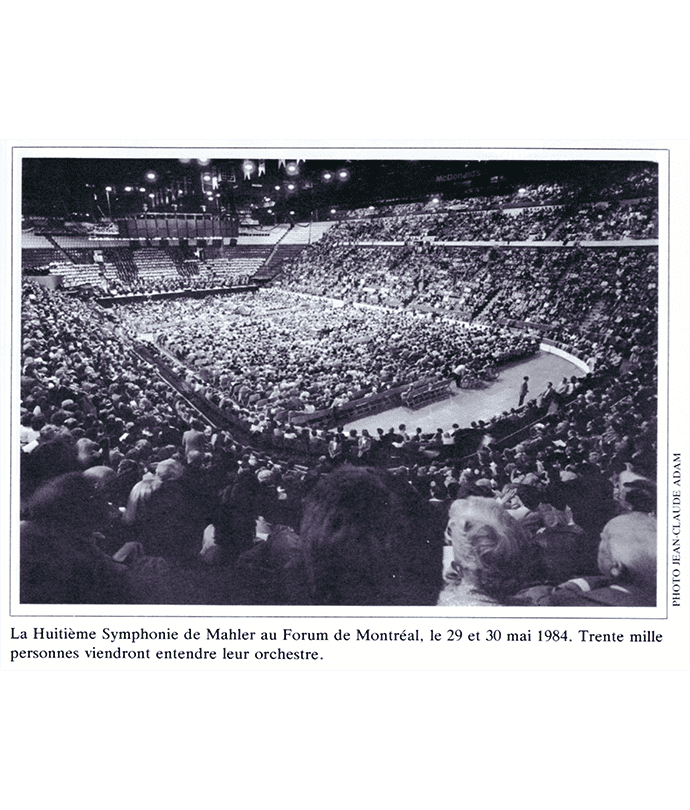 McDonald's
PHOTO JEAN-CLAUDE ADAM
La Huitième Symphonie de Mahler au Forum de Montréal, le 29 et 30 mai 1984. Trente mille
personnes viendront entendre leur orchestre.